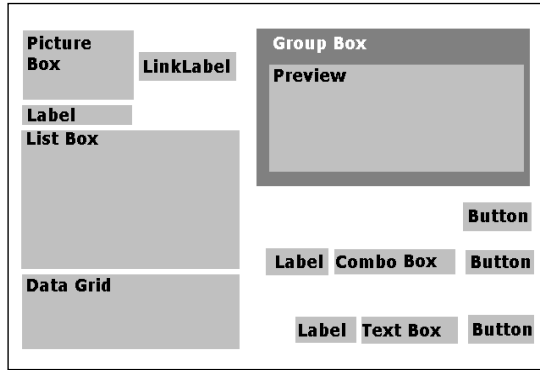 Picture
Box
LinkLabel
Label
List Box
Data Grid
Group Box
Preview
Button
Label Combo Box Button
Label Text Box Button